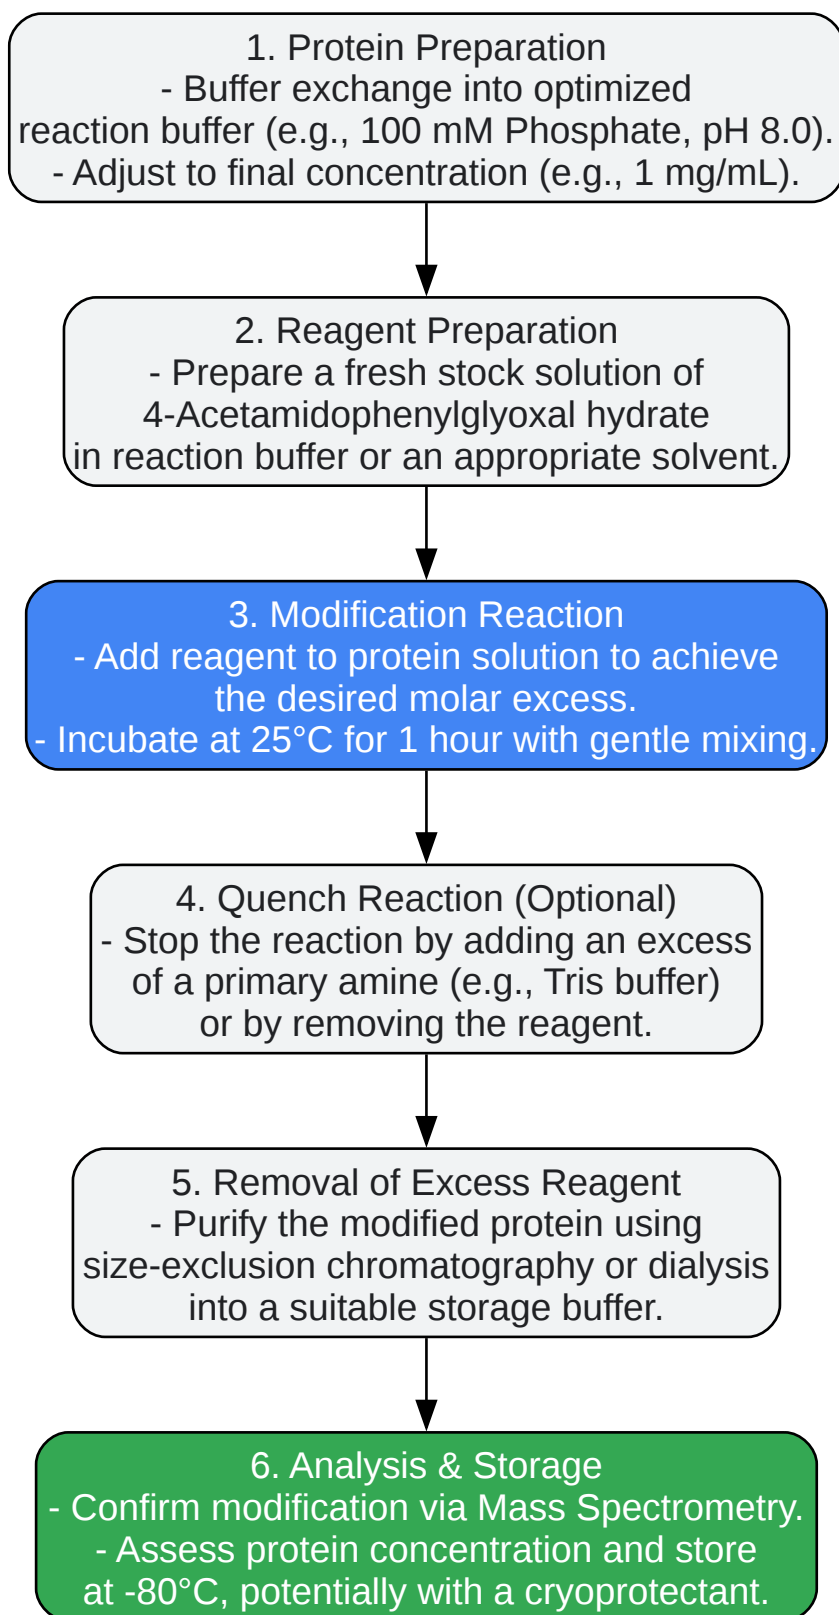 1. Protein Preparation
- Buffer exchange into optimized
reaction buffer (e.g., 100 mM Phosphate, pH 8.0).
- Adjust to final concentration (e.g., 1 mg/mL).
2. Reagent Preparation
- Prepare a fresh stock solution of
4-Acetamidophenylglyoxal hydrate
in reaction buffer or an appropriate solvent.
3. Modification Reaction
- Add reagent to protein solution to achieve
the desired molar excess.
- Incubate at 25°C for 1 hour with gentle mixing.
4. Quench Reaction (Optional)
- Stop the reaction by adding an excess
of a primary amine (e.g., Tris buffer)
or by removing the reagent.
5. Removal of Excess Reagent
- Purify the modified protein using
size-exclusion chromatography or dialysis
into a suitable storage buffer.
6. Analysis & Storage
- Confirm modification via Mass Spectrometry.
- Assess protein concentration and store
at -80°C, potentially with a cryoprotectant.